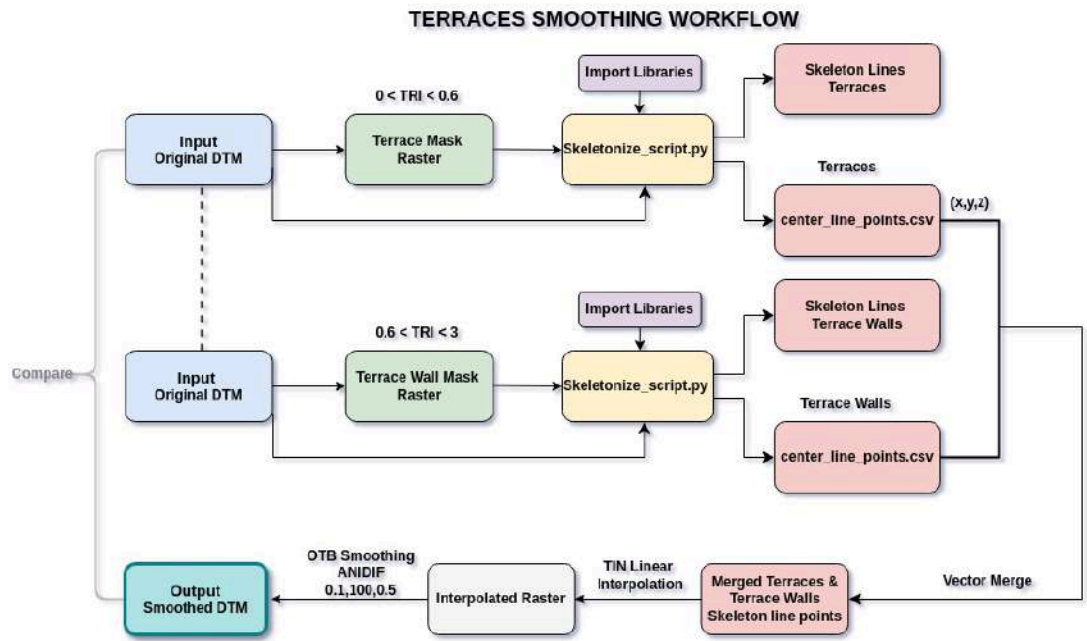 TERRACES SMOOTHING WORKFLOW
Import Libraries
Skeleton Lines
Terraces
0 < TRI < 0.6
Input
Original DTM
Terrace Mask
Raster
Skeletonize_script.py
Terraces
center_line_points.csv
(x,y,z)
Import Libraries
Skeleton Lines
Terrace Walls
0.6 < TRI < 3
Compare
Input
Original DTM
Terrace Wall Mask
Raster
Skeletonize_script.py
Terrace Walls
center_line_points.csv
OTB Smoothing
ANIDIF
0.1,100,0.5
TIN Linear
Interpolation
Vector Merge
Output
Smoothed DTM
Interpolated Raster
Merged Terraces &
Terrace Walls
Skeleton line points